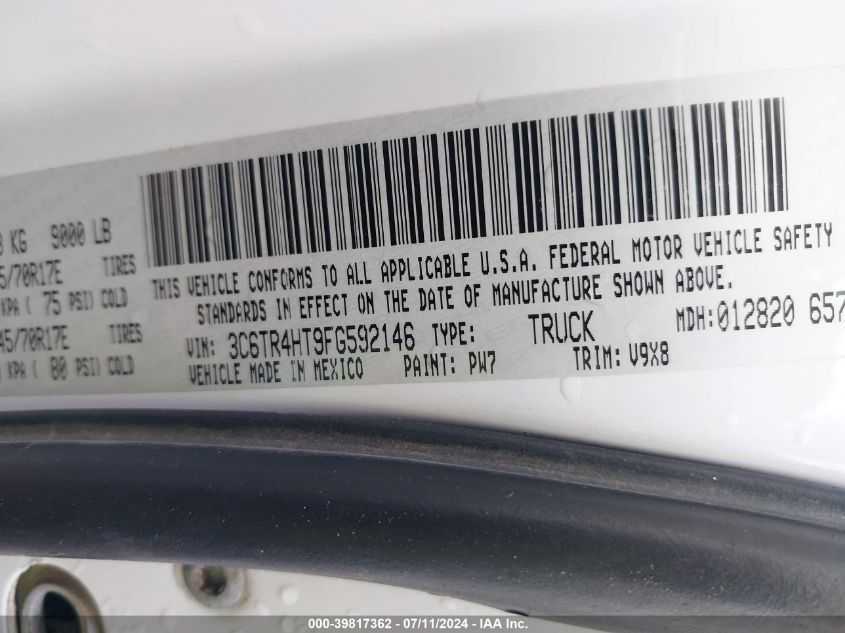 KG 9000 LB
/70R17E TIRES
KPA ( 75 PSI) COLD
45/70R17E TIRES
KPA ( 80 PSI) COLD
THIS VEHICLE CONFORMS TO ALL APPLICABLE U.S.A. FEDERAL MOTOR VEHICLE SAFETY
STANDARDS IN EFFECT ON THE DATE OF MANUFACTURE SHOWN ABOVE.
VIN: 3C6TR4HT9FG592146 TYPE: TRUCK MDH:012820 657
VEHICLE MADE IN MEXICO PAINT: PW7 TRIM: V9X8
000-39817362 - 07/11/2024 - IAA Inc.